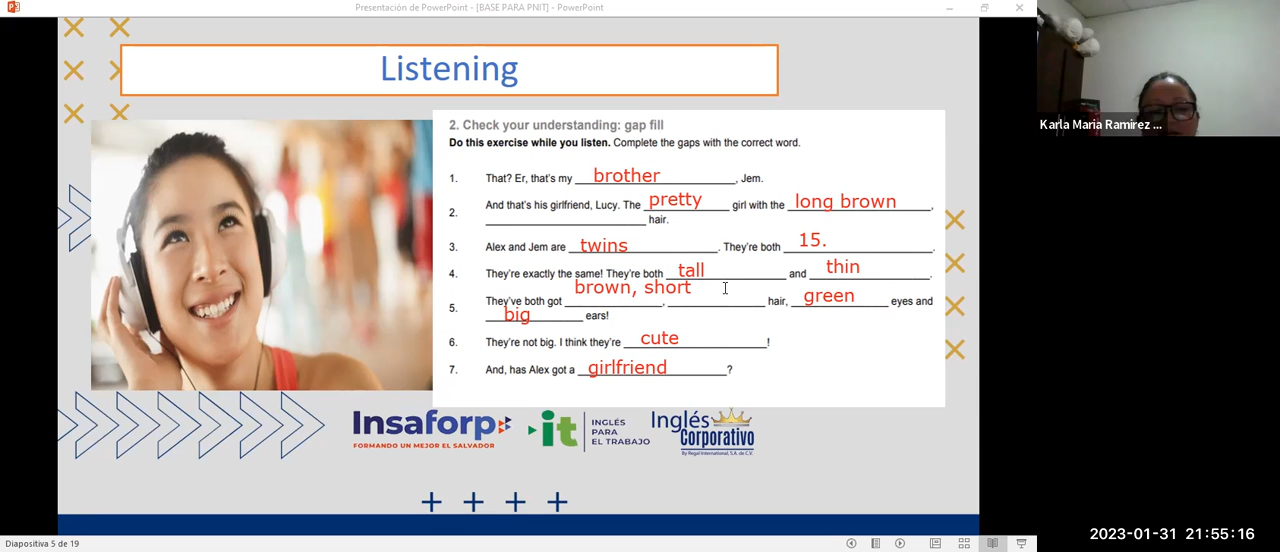 Presentación de PowerPoint - [BASE PARA PNIT] - PowerPoint
Listening
2. Check your understanding: gap fill
Do this exercise while you listen. Complete the gaps with the correct word.
1. That? Er, that's my brother, Jem.
2. And that's his girlfriend, Lucy. The pretty girl with the long brown,
hair.
3. Alex and Jem are twins. They're both 15..
4. They're exactly the same! They're both tall and thin.
brown, short
5. They've both got , hair, green eyes and
big ears!
6. They're not big. I think they're cute!
7. And, has Alex got a girlfriend?
Insaforp
FORMANDO UN MEJOR EL SALVADOR
it INGLÉS PARA EL TRABAJO
Inglés Corporativo
By Regal International, S.A. de C.V.
Karla Maria Ramirez ...
Diapositiva 5 de 19
2023-01-31 21:55:16